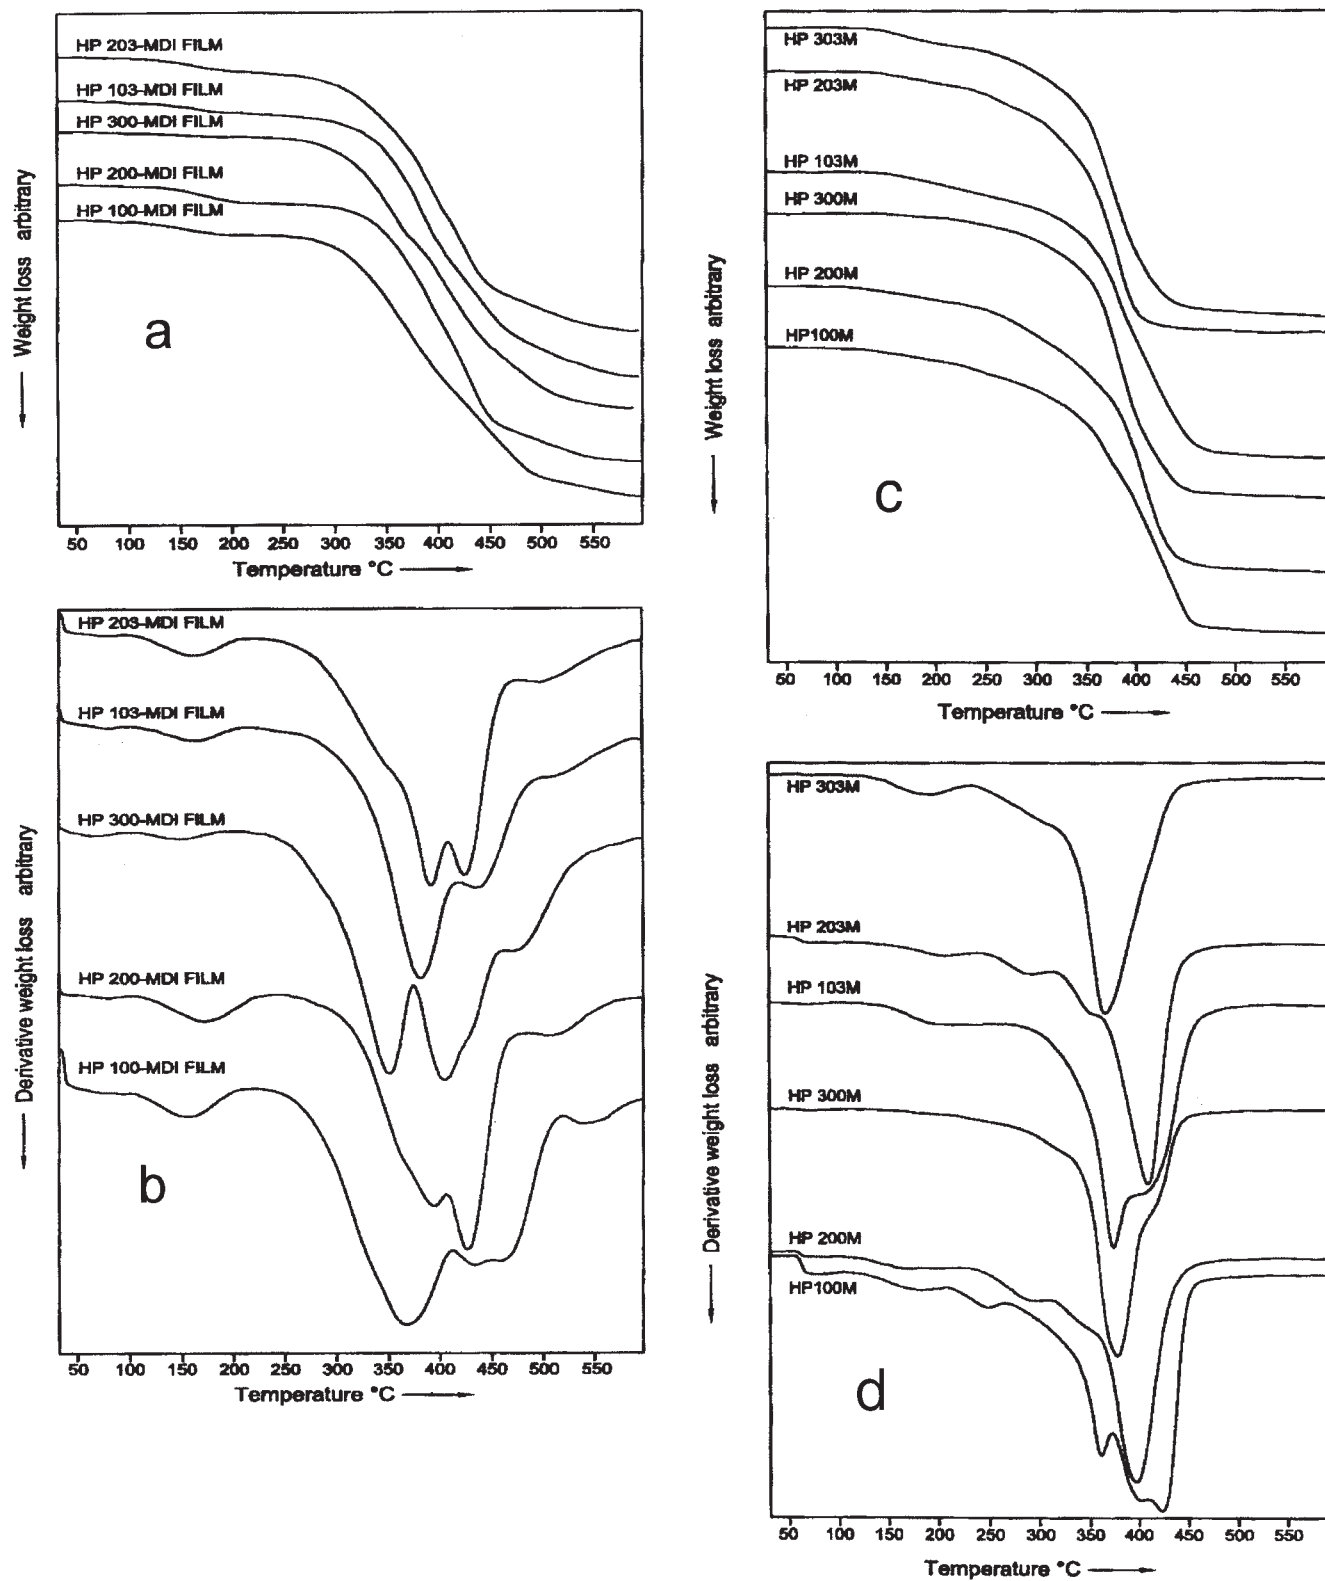 HP 203-MDI FILM
HP 103-MDI FILM
HP 300-MDI FILM
HP 200-MDI FILM
HP 100-MDI FILM
a
Weight loss arbitrary
50 100 150 200 250 300 350 400 450 500 550
Temperature °C
HP 203-MDI FILM
HP 103-MDI FILM
HP 300-MDI FILM
HP 200-MDI FILM
HP 100-MDI FILM
b
Derivative weight loss arbitrary
50 100 150 200 250 300 350 400 450 500 550
Temperature °C
HP 303M
HP 203M
HP 103M
HP 300M
HP 200M
HP100M
c
Weight loss arbitrary
50 100 150 200 250 300 350 400 450 500 550
Temperature °C
HP 303M
HP 203M
HP 103M
HP 300M
HP 200M
HP100M
d
Derivative weight loss arbitrary
50 100 150 200 250 300 350 400 450 500 550
Temperature °C